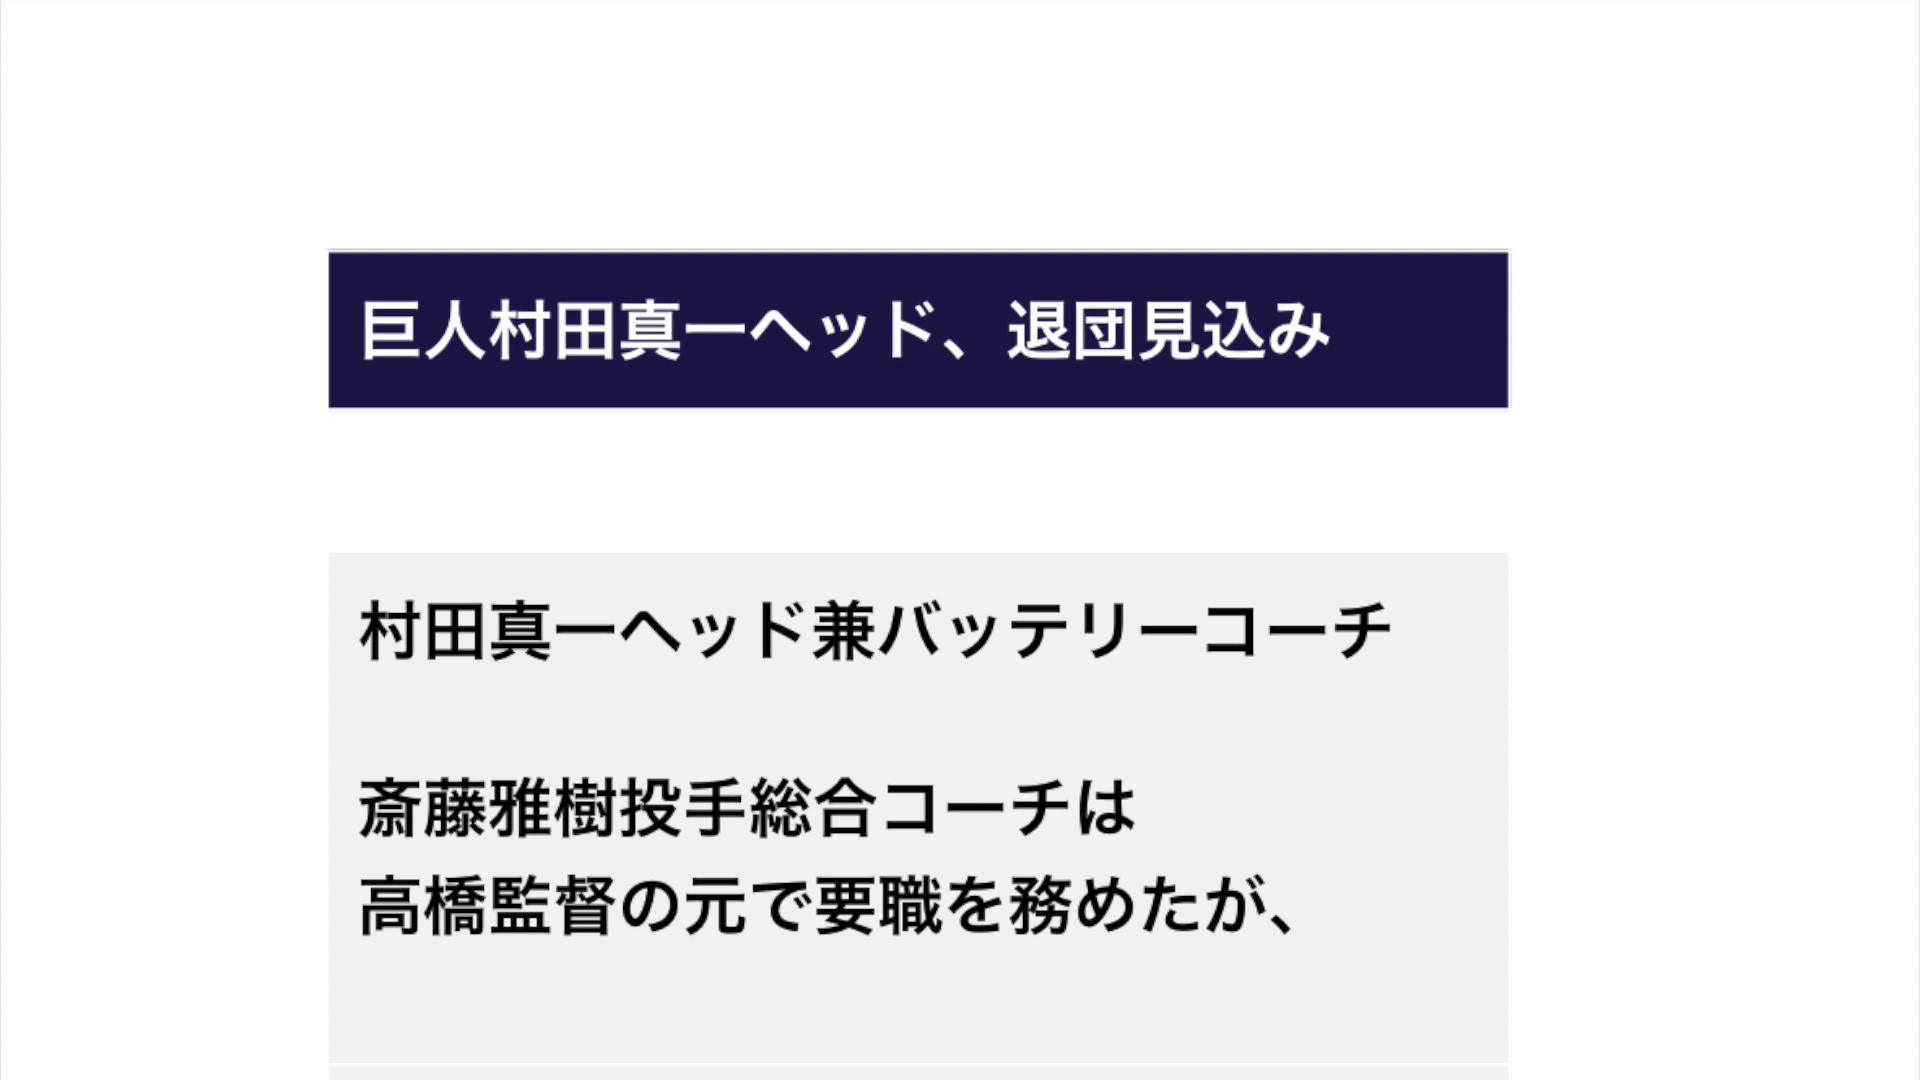 巨人村田真一ヘッド、退団見込み
村田真一ヘッド兼バッテリーコーチ
斎藤雅樹投手総合コーチは
高橋監督の元で要職を務めたが、